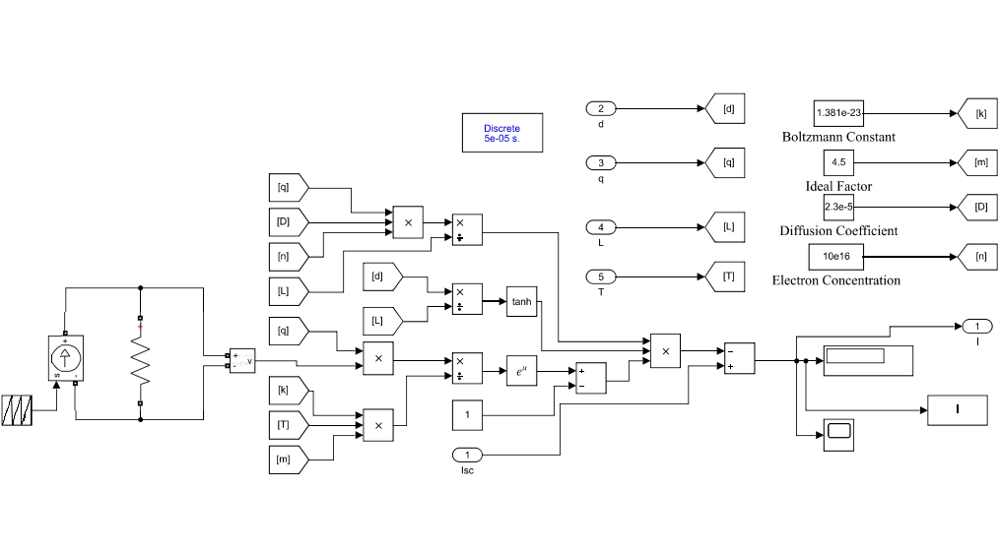 Discrete
5e-05 s.
2
d
[d]
3
q
[q]
4
L
[L]
5
T
[T]
1.381e-23
[k]
Boltzmann Constant
4.5
[m]
Ideal Factor
2.3e-5
[D]
Diffusion Coefficient
10e16
[n]
Electron Concentration
[q]
[D]
[n]
[L]
×
×
÷
[d]
[L]
×
÷
tanh
[q]
×
×
÷
e^u
+
−
[k]
[T]
[m]
×
1
1
Isc
×
−
+
1
I
I
+
s
-
+
-
v